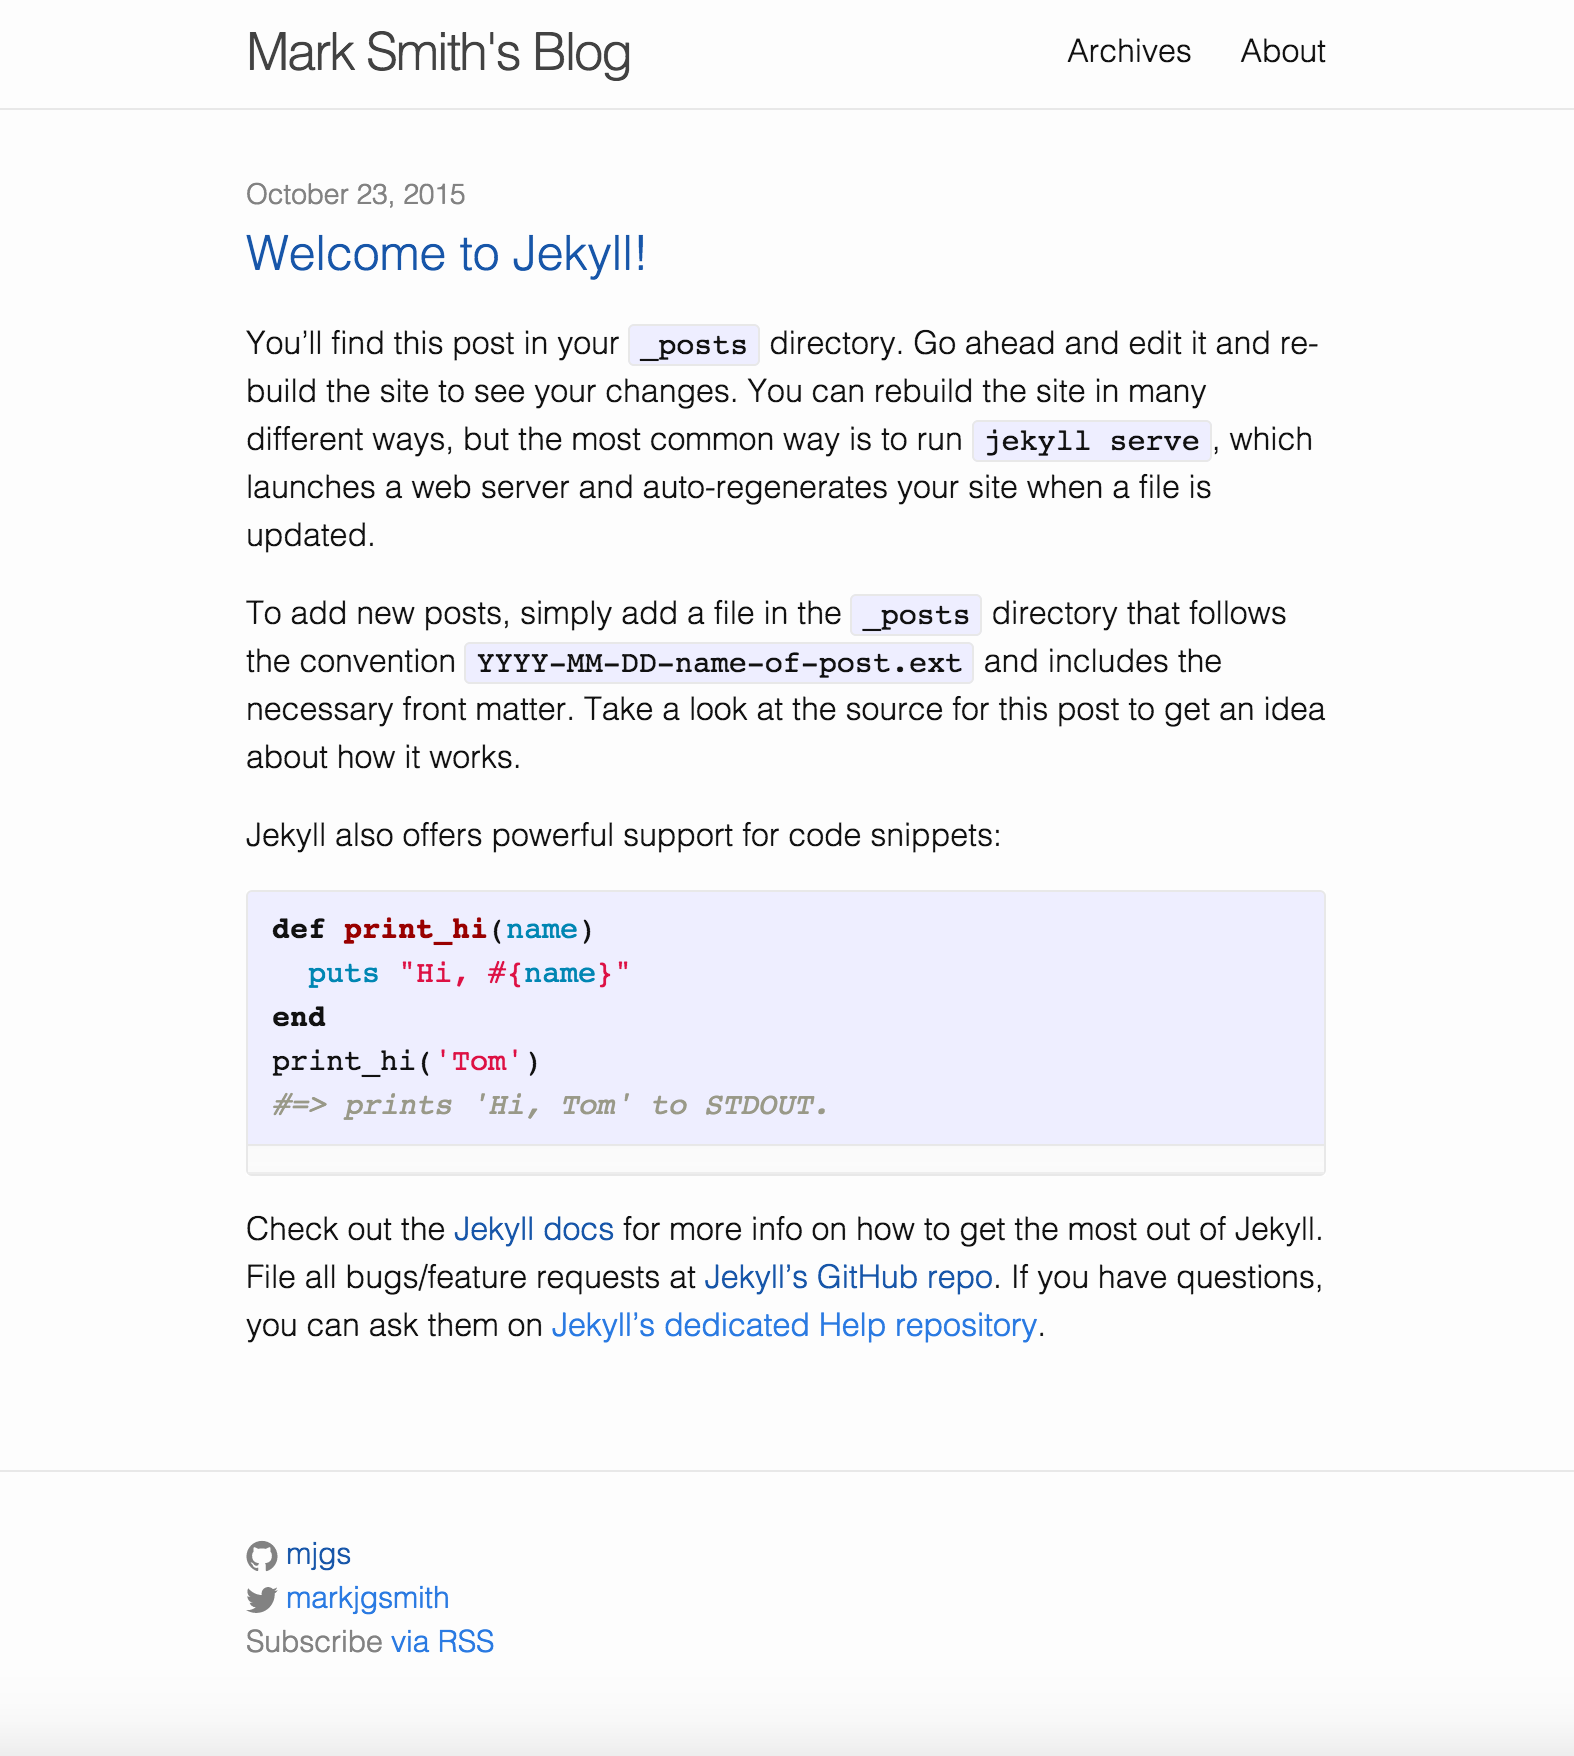 Mark Smith's Blog
Archives About
October 23, 2015
Welcome to Jekyll!
You’ll find this post in your _posts directory. Go ahead and edit it and re-
build the site to see your changes. You can rebuild the site in many
different ways, but the most common way is to run jekyll serve, which
launches a web server and auto-regenerates your site when a file is
updated.
To add new posts, simply add a file in the _posts directory that follows
the convention YYYY-MM-DD-name-of-post.ext and includes the
necessary front matter. Take a look at the source for this post to get an idea
about how it works.
Jekyll also offers powerful support for code snippets:
def print_hi(name)
  puts "Hi, #{name}"
end
print_hi('Tom')
#=> prints 'Hi, Tom' to STDOUT.
Check out the Jekyll docs for more info on how to get the most out of Jekyll.
File all bugs/feature requests at Jekyll’s GitHub repo. If you have questions,
you can ask them on Jekyll’s dedicated Help repository.
mjgs
markjgsmith
Subscribe via RSS